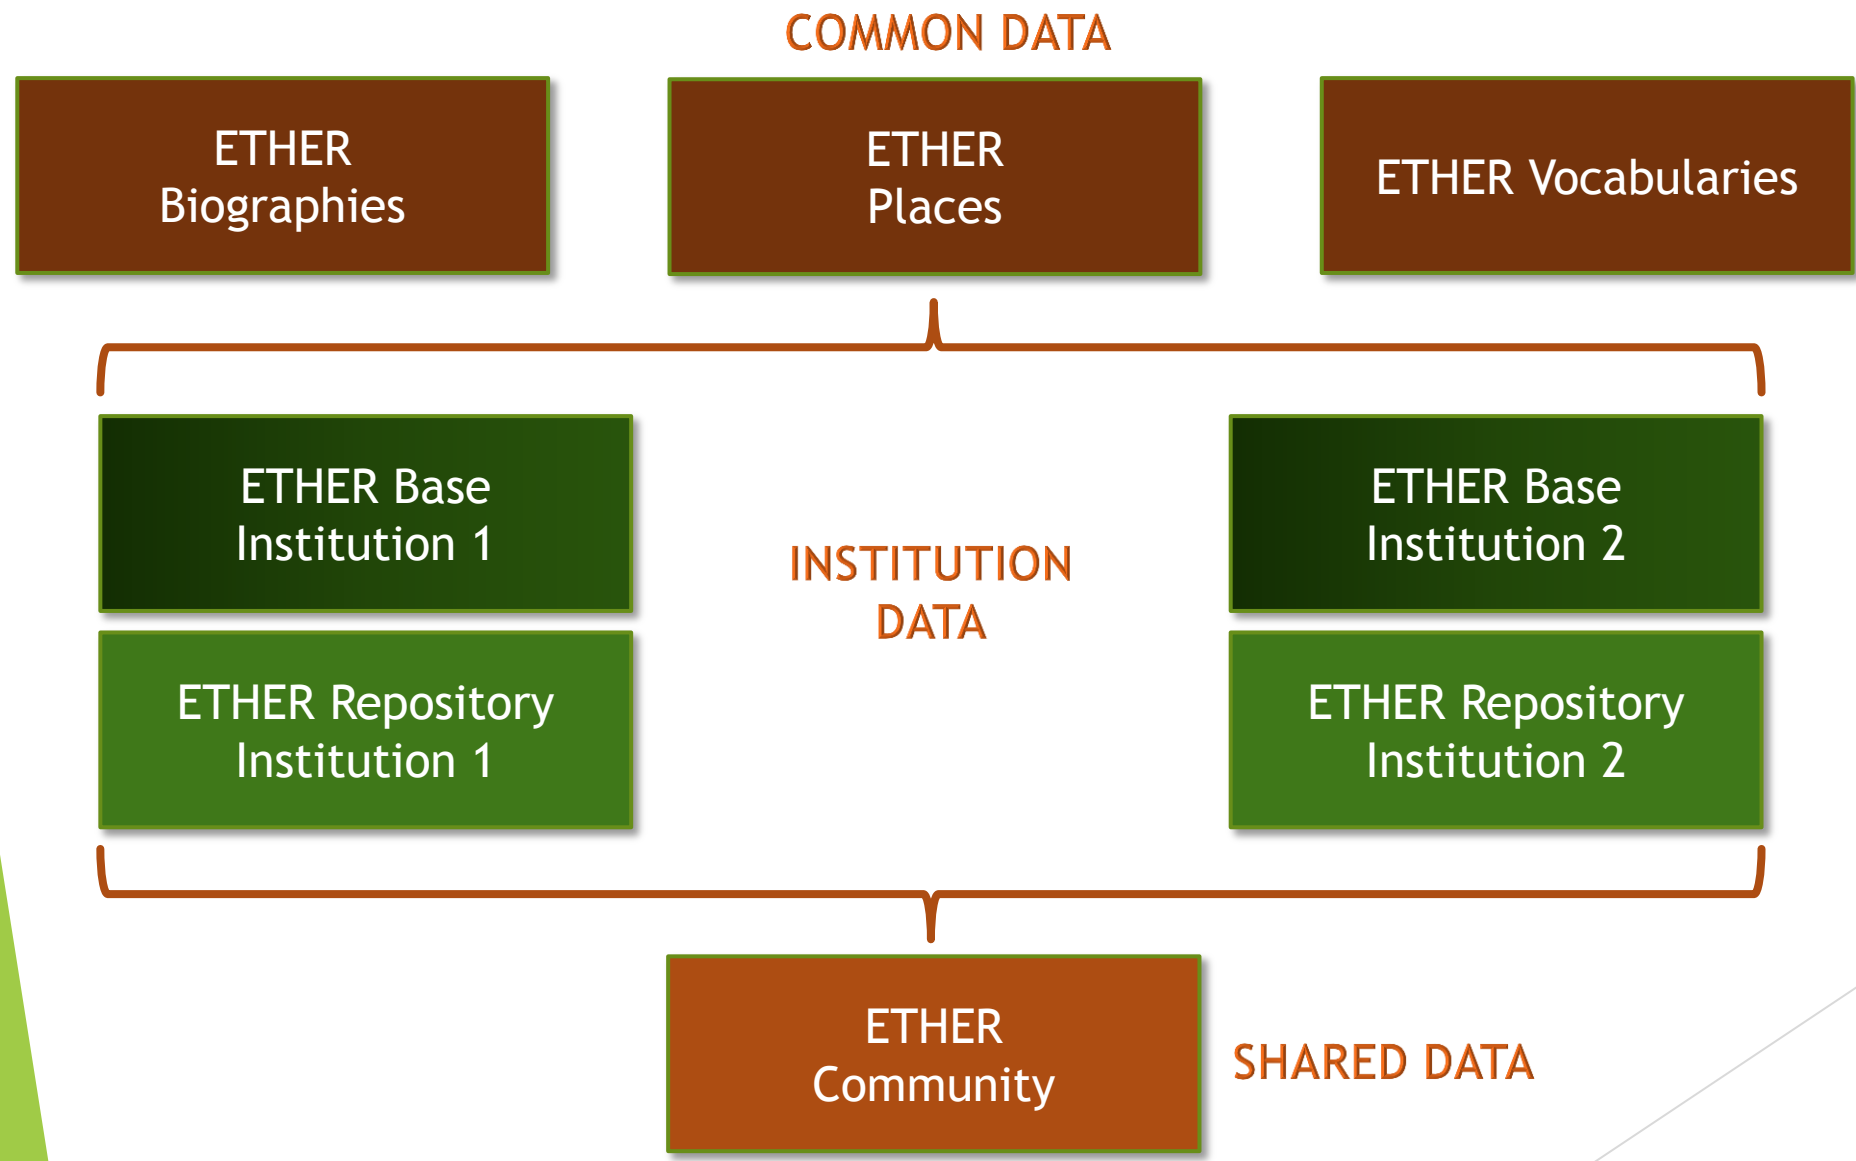 COMMON DATA
ETHER
Biographies
ETHER
Places
ETHER Vocabularies
ETHER Base
Institution 1
ETHER Repository
Institution 1
INSTITUTION
DATA
ETHER Base
Institution 2
ETHER Repository
Institution 2
ETHER
Community
SHARED DATA